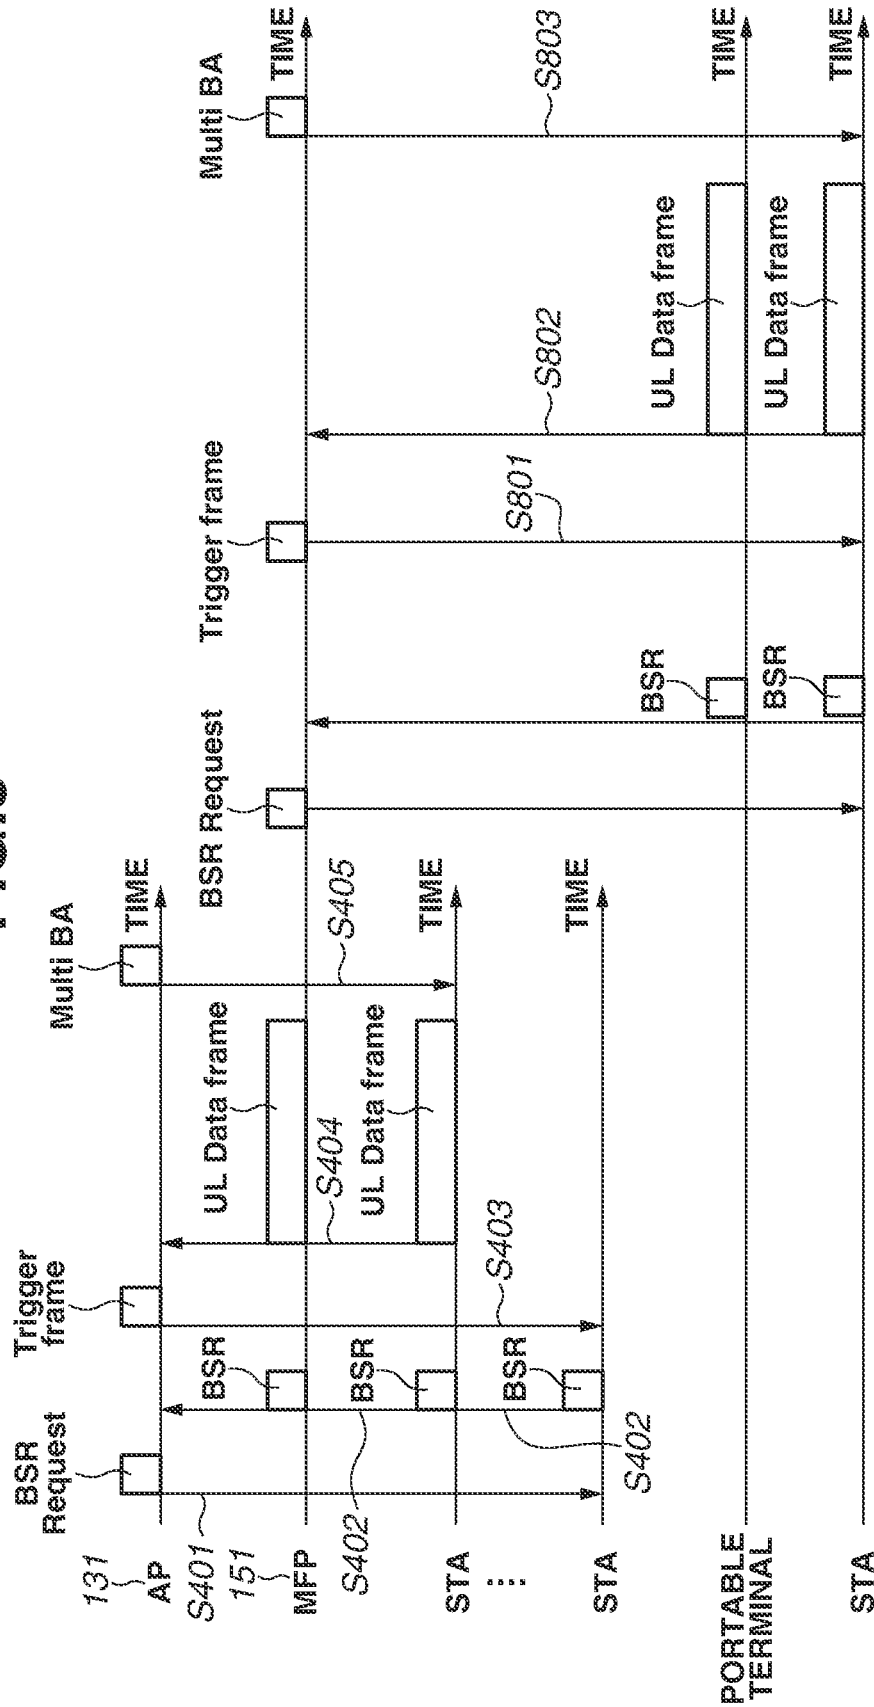 BSR
Request
Trigger
frame
Multi BA
131
AP
TIME
S401
BSR
UL Data frame
BSR Request
Trigger frame
Multi BA
151
MFP
TIME
S402
BSR
S404
UL Data frame
S405
STA
TIME
S403
BSR
S402
STA
TIME
S801
S802
S803
BSR
UL Data frame
PORTABLE
TERMINAL
TIME
BSR
UL Data frame
STA
TIME